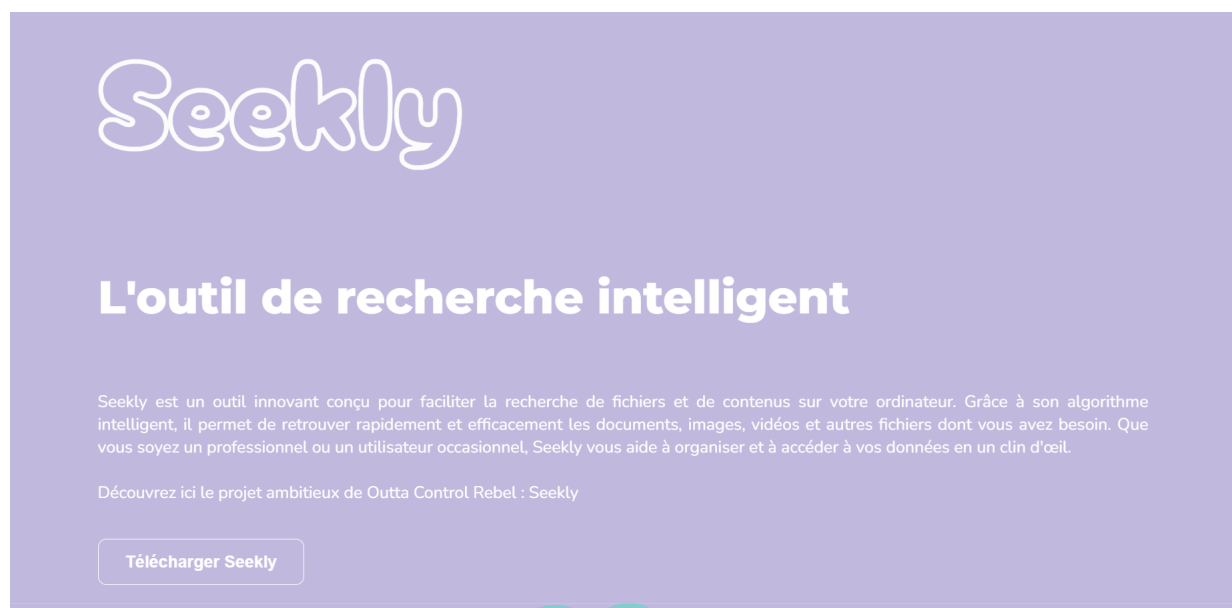 Seekly
L'outil de recherche intelligent
Seekly est un outil innovant conçu pour faciliter la recherche de fichiers et de contenus sur votre ordinateur. Grâce à son algorithme
intelligent, il permet de retrouver rapidement et efficacement les documents, images, vidéos et autres fichiers dont vous avez besoin. Que
vous soyez un professionnel ou un utilisateur occasionnel, Seekly vous aide à organiser et à accéder à vos données en un clin d'œil.
Découvrez ici le projet ambitieux de Outta Control Rebel : Seekly
Télécharger Seekly